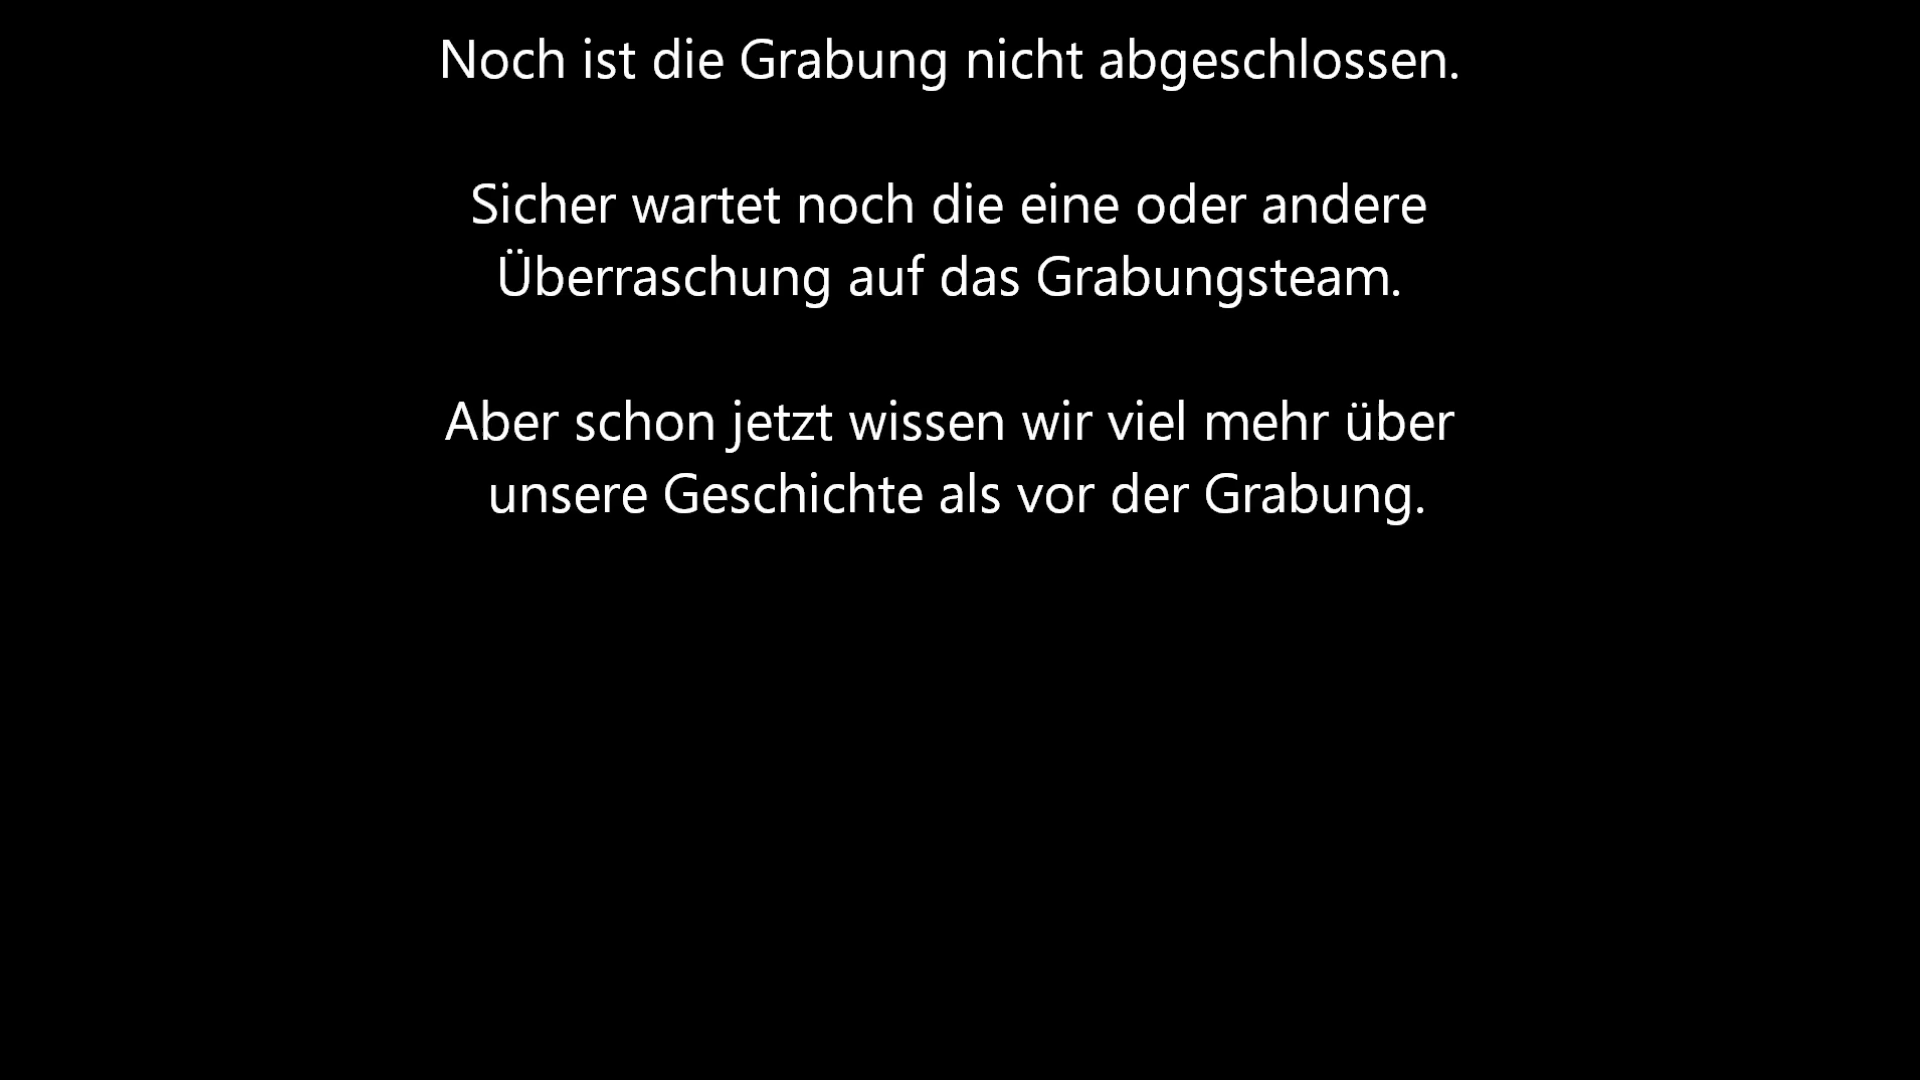 Noch ist die Grabung nicht abgeschlossen.
Sicher wartet noch die eine oder andere
Überraschung auf das Grabungsteam.
Aber schon jetzt wissen wir viel mehr über
unsere Geschichte als vor der Grabung.